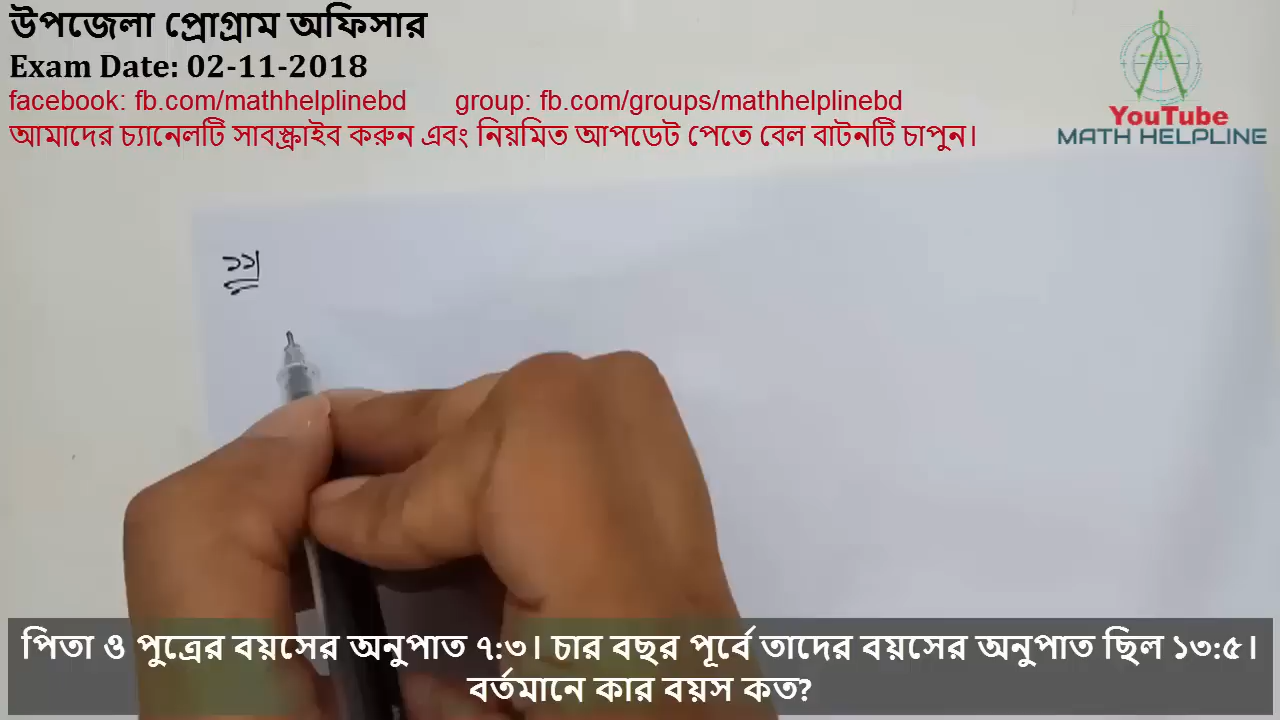 উপজেলা প্রোগ্রাম অফিসার
Exam Date: 02-11-2018
facebook: fb.com/mathhelplinebd group: fb.com/groups/mathhelplinebd
আমাদের চ্যানেলটি সাবস্ক্রাইব করুন এবং নিয়মিত আপডেট পেতে বেল বাটনটি চাপুন।
YouTube
MATH HELPLINE
১১।
পিতা ও পুত্রের বয়সের অনুপাত ৭:৩। চার বছর পূর্বে তাদের বয়সের অনুপাত ছিল ১৩:৫।
বর্তমানে কার বয়স কত?